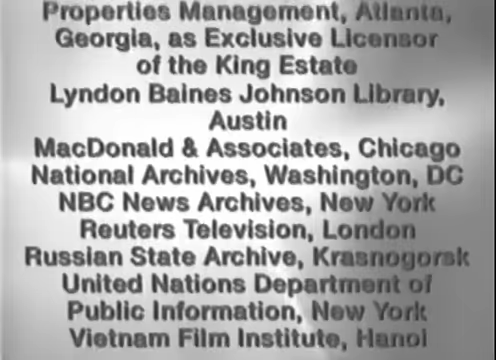 Properties Management, Atlanta,
Georgia, as Exclusive Licensor
of the King Estate
Lyndon Baines Johnson Library,
Austin
MacDonald & Associates, Chicago
National Archives, Washington, DC
NBC News Archives, New York
Reuters Television, London
Russian State Archive, Krasnogorsk
United Nations Department of
Public Information, New York
Vietnam Film Institute, Hanoi